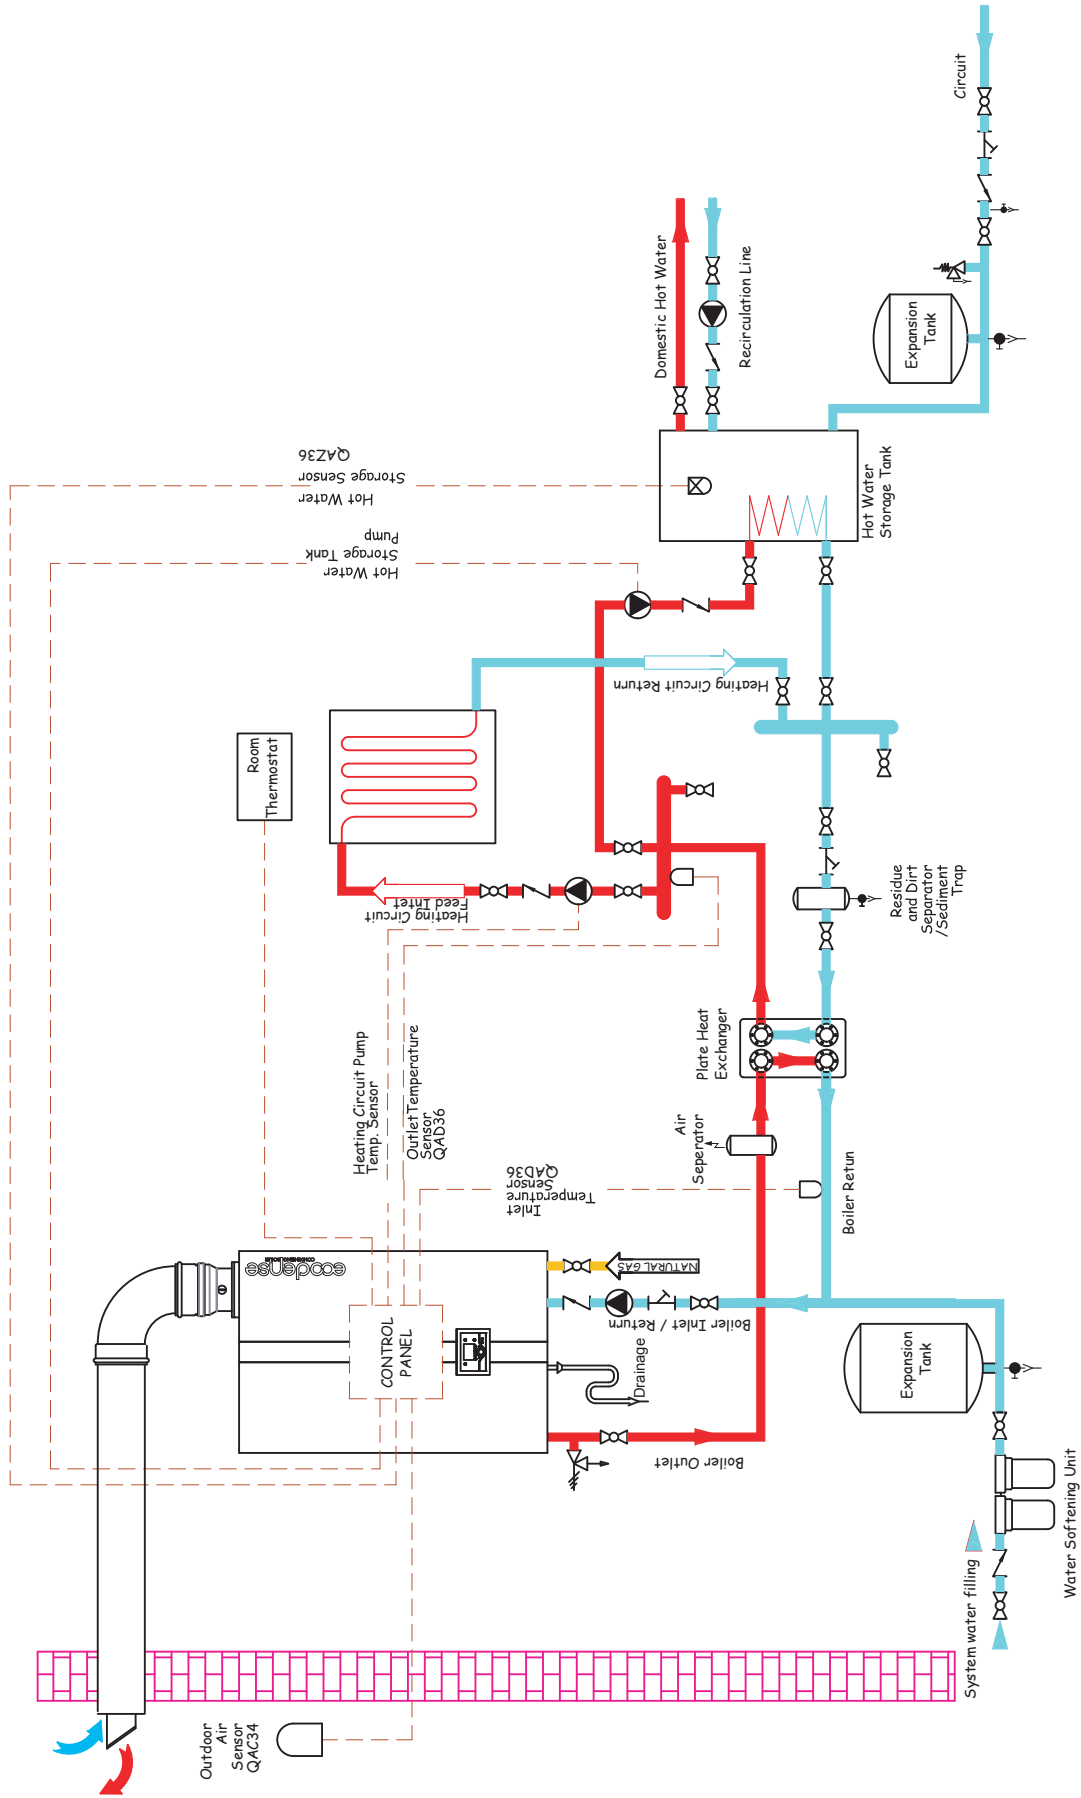 Circuit
Domestic Hot Water
Recirculation Line
Expansion
Tank
Hot Water
Storage Sensor
QAZ36
Hot Water
Storage Tank
Hot Water
Storage Tank
Pump
Heating Circuit Return
Room
Thermostat
Heating Circuit
Feed Intet
Residue
and Dirt
Separator
/Sediment
Trap
Plate Heat
Exchanger
Heating Circuit Pump
Temp. Sensor
Outlet Temperature
Sensor
QAD36
Air
Seperator
Inlet
Temperature
Sensor
QAD36
Boiler Retun
ecodense
CONDENSING BOILER
NATURAL GAS
Boiler Inlet / Return
CONTROL
PANEL
Drainage
Expansion
Tank
Boiler Outlet
Water Softening Unit
System water filling
Outdoor
Air
Sensor
QAC34